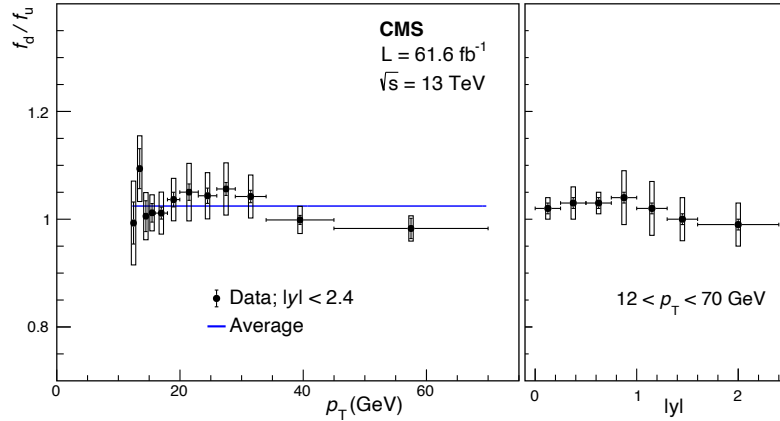 f_d / f_u
CMS
L = 61.6 fb⁻¹
√s = 13 TeV
1.2
1
0.8
Data; |y| < 2.4
Average
12 < p_T < 70 GeV
0 20 40 60
p_T (GeV)
0 1 2
|y|